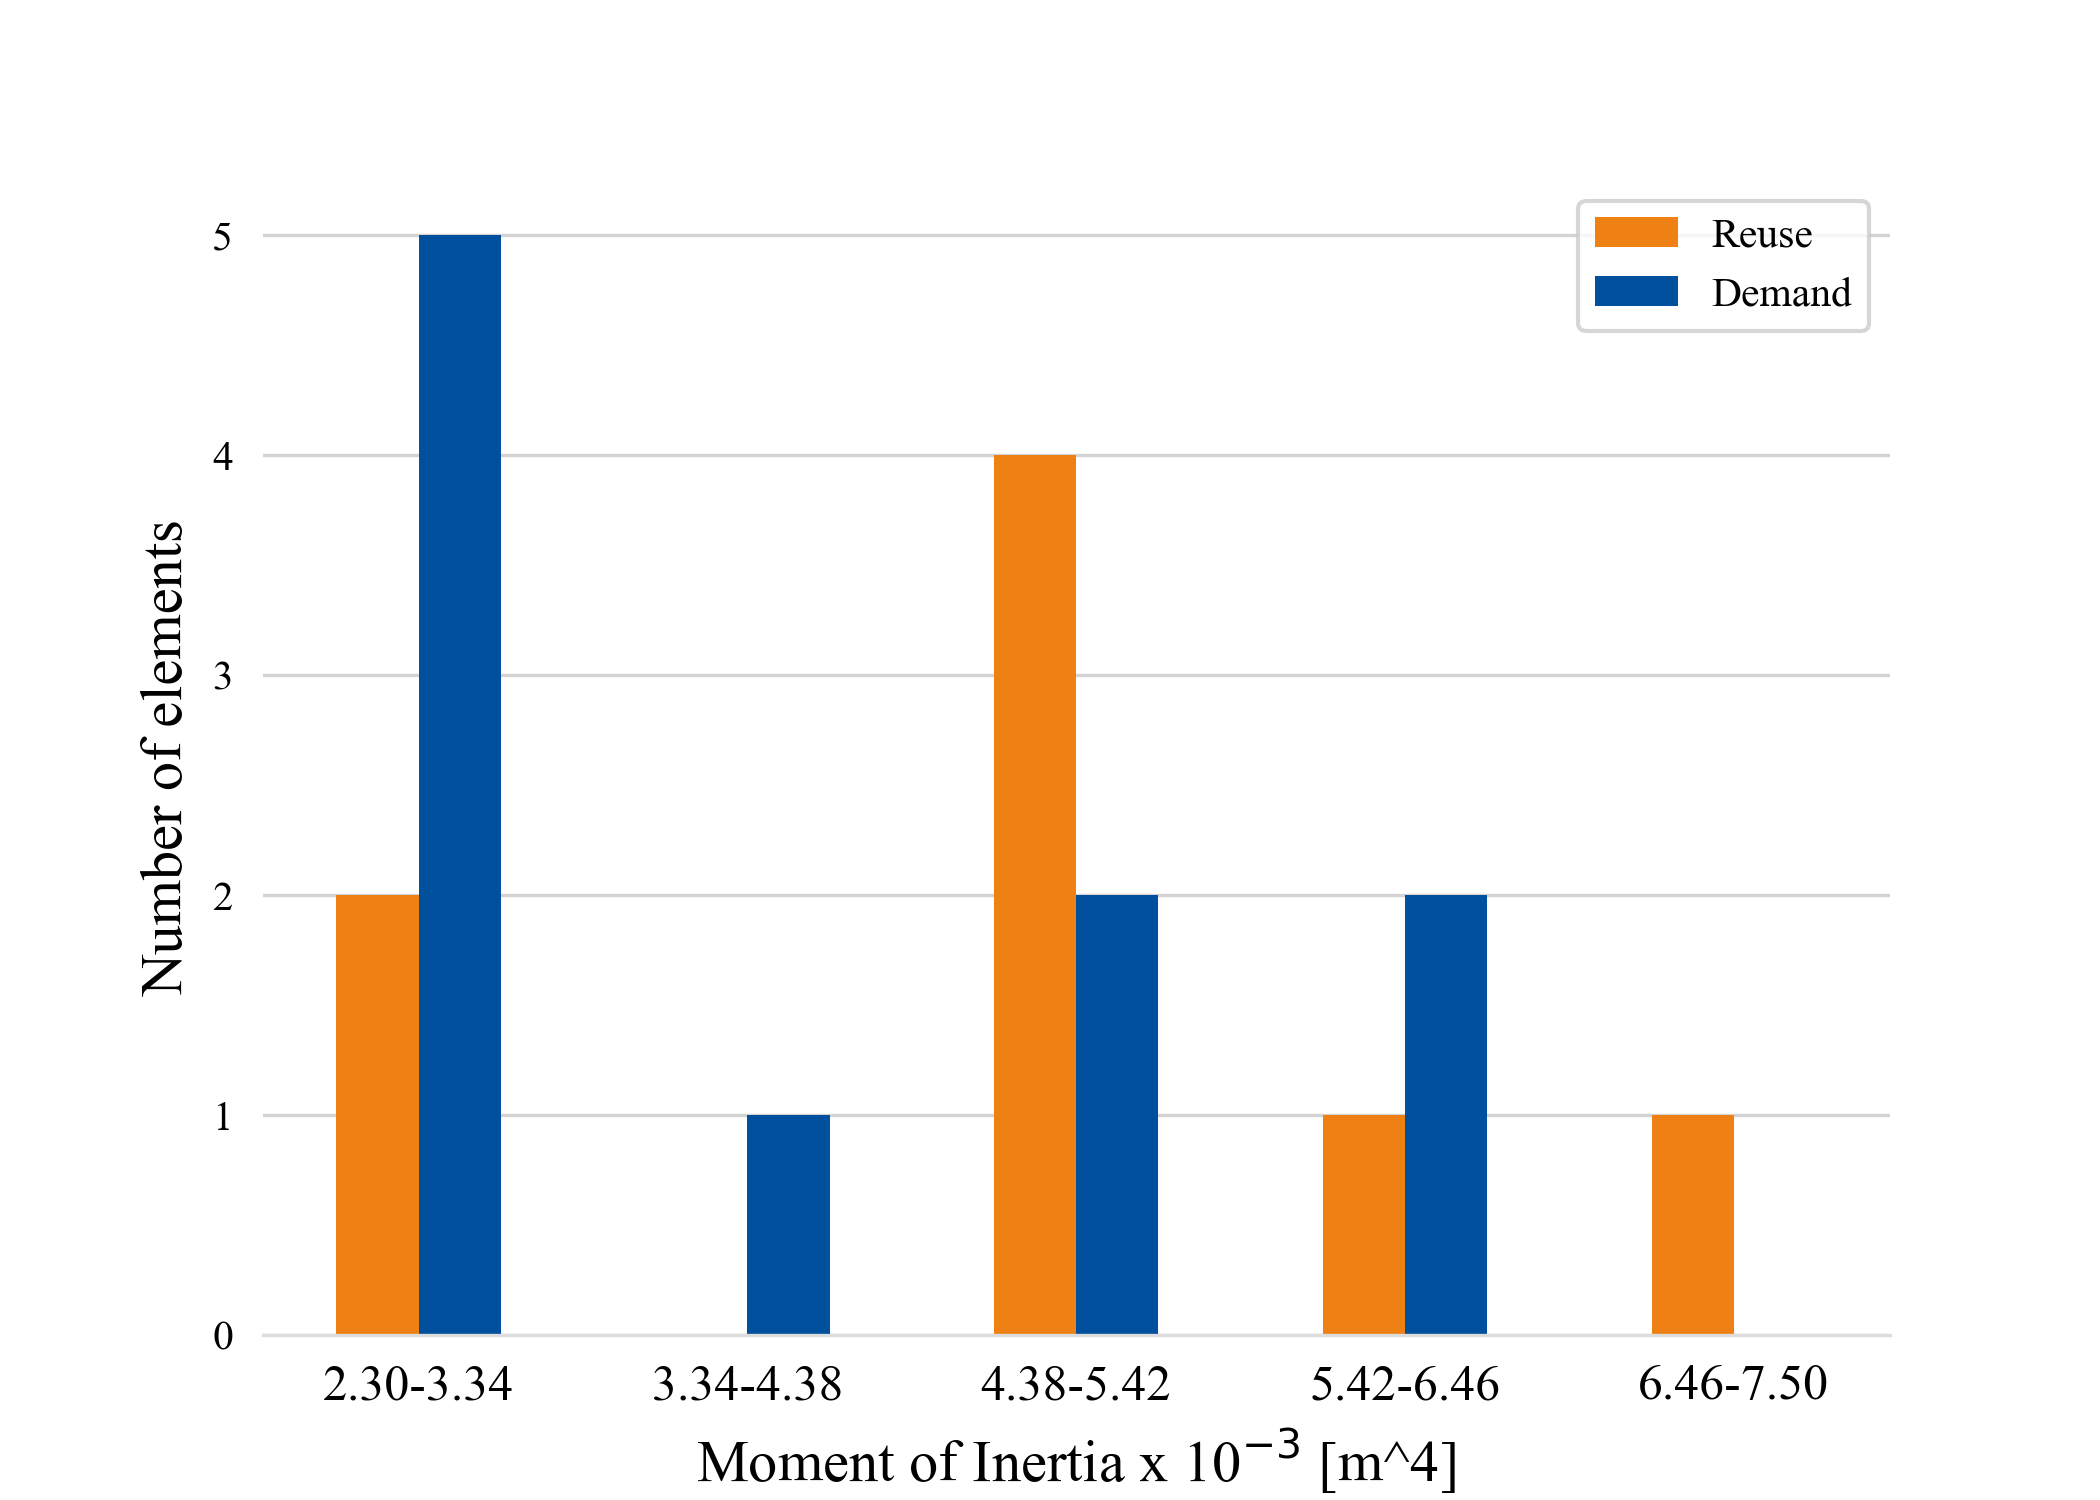 Reuse
Demand
5
4
3
2
1
0
Number of elements
2.30-3.34
3.34-4.38
4.38-5.42
5.42-6.46
6.46-7.50
Moment of Inertia x 10⁻³ [m^4]